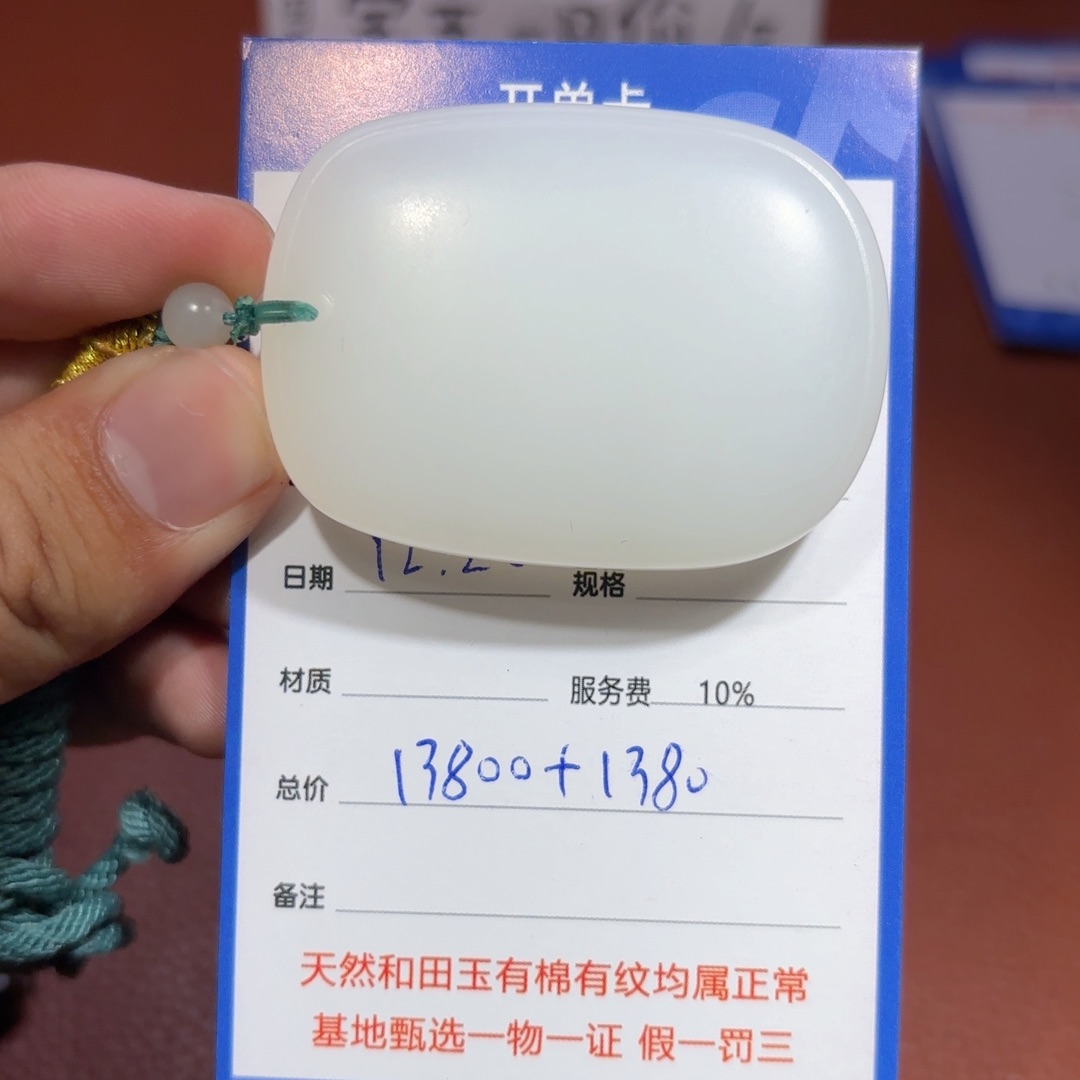 开单卡
日期 12.2
规格
材质
服务费 10%
总价 13800+1380
备注
天然和田玉有棉有纹均属正常
基地甄选一物一证 假一罚三